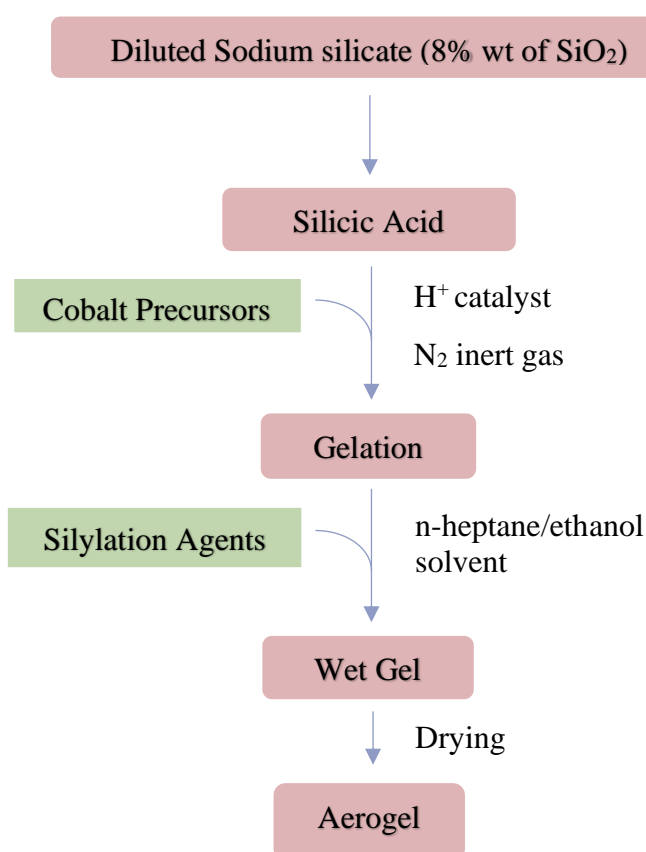 Diluted Sodium silicate (8% wt of SiO₂)
Silicic Acid
Cobalt Precursors
H⁺ catalyst
N₂ inert gas
Gelation
Silylation Agents
n-heptane/ethanol
solvent
Wet Gel
Drying
Aerogel